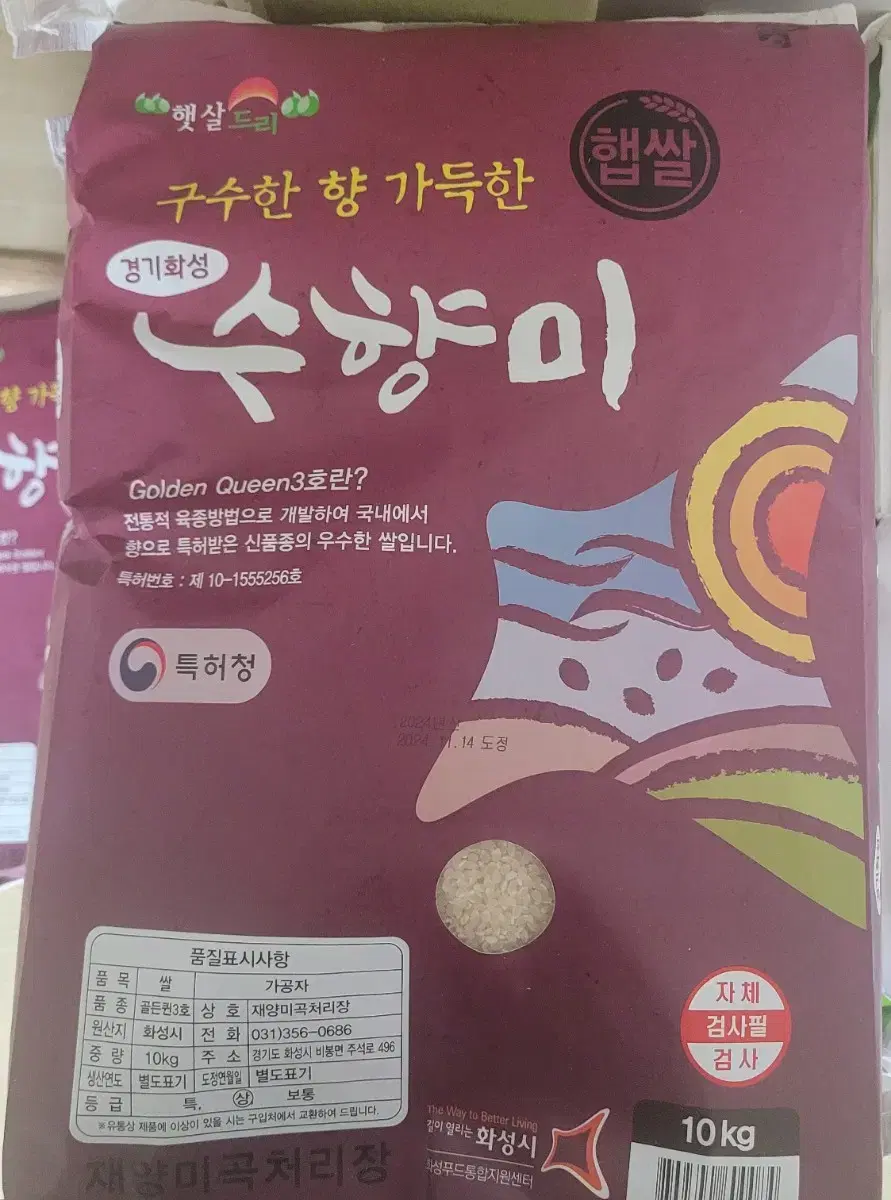 햇살드리
햅쌀
구수한 향 가득한
경기화성
수향미
Golden Queen3호란?
전통적 육종방법으로 개발하여 국내에서
향으로 특허받은 신품종의 우수한 쌀입니다.
특허번호 : 제 10-1555256호
특허청
2024년 산
2024. 11.14 도정
품질표시사항
품 목 쌀 가공자
품 종 골든퀸3호 상 호 재양미곡처리장
원산지 화성시 전 화 031)356-0686
중 량 10kg 주 소 경기도 화성시 비봉면 주석로 496
생산연도 별도표기 도정연월일 별도표기
등 급 특, 상, 보통
※유통상 제품에 이상이 있을 시는 구입처에서 교환하여 드립니다.
자체
검사필
검사
The Way to Better Living
길이 열리는 화성시
화성푸드통합지원센터
10kg
재양미곡처리장
향 가득
향